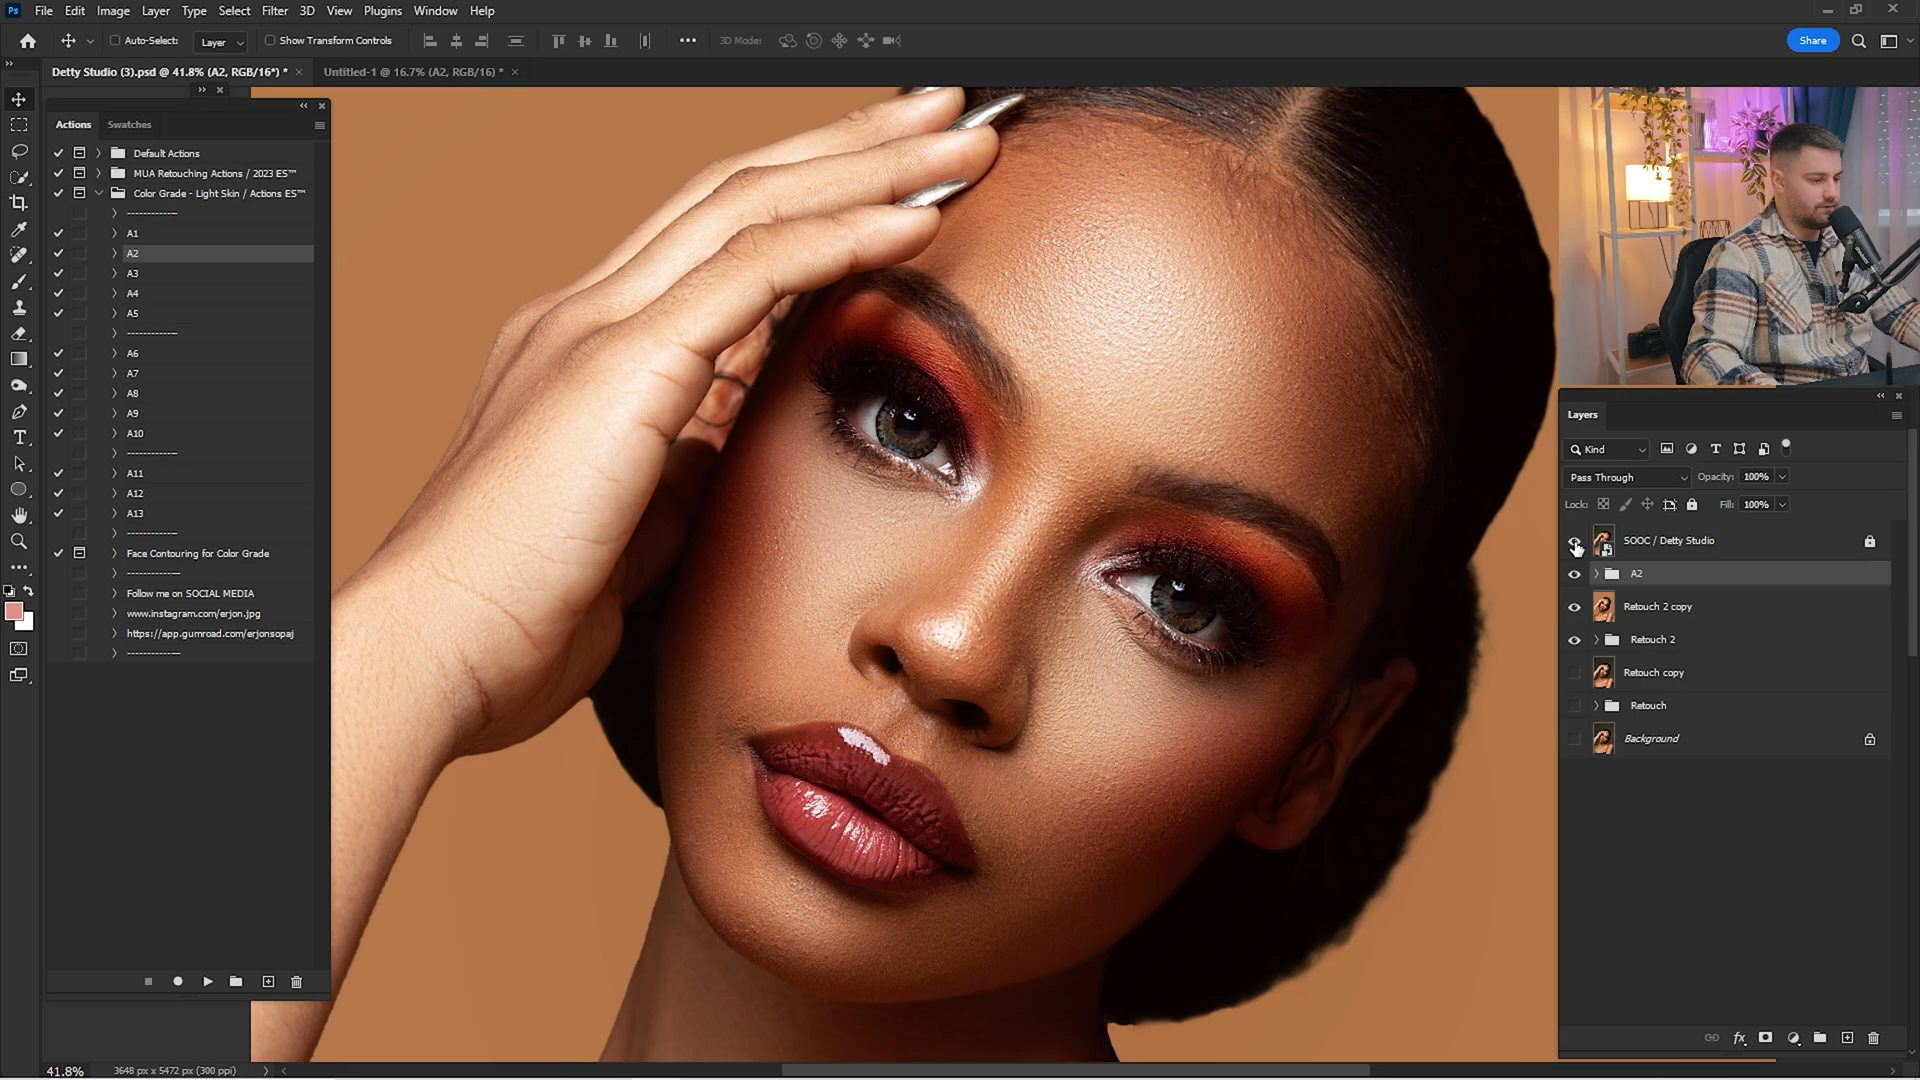 Ps File Edit Image Layer Type Select Filter 3D View Plugins Window Help
Auto-Select: Layer Show Transform Controls 3D Mode: Share
Detty Studio (3).psd @ 41.8% (A2, RGB/16*) * Untitled-1 @ 16.7% (A2, RGB/16) *
Actions Swatches
Default Actions
MUA Retouching Actions / 2023 ES™
Color Grade - Light Skin / Actions ES™
-------------
A1
A2
A3
A4
A5
-------------
A6
A7
A8
A9
A10
-------------
A11
A12
A13
-------------
Face Contouring for Color Grade
-------------
Follow me on SOCIAL MEDIA
www.instagram.com/erjon.jpg
https://app.gumroad.com/erjonsopaj
-------------
Layers
Kind
Pass Through Opacity: 100%
Lock: Fill: 100%
SOOC / Detty Studio
A2
Retouch 2 copy
Retouch 2
Retouch copy
Retouch
Background
fx
41.8% 3648 px x 5472 px (300 ppi)